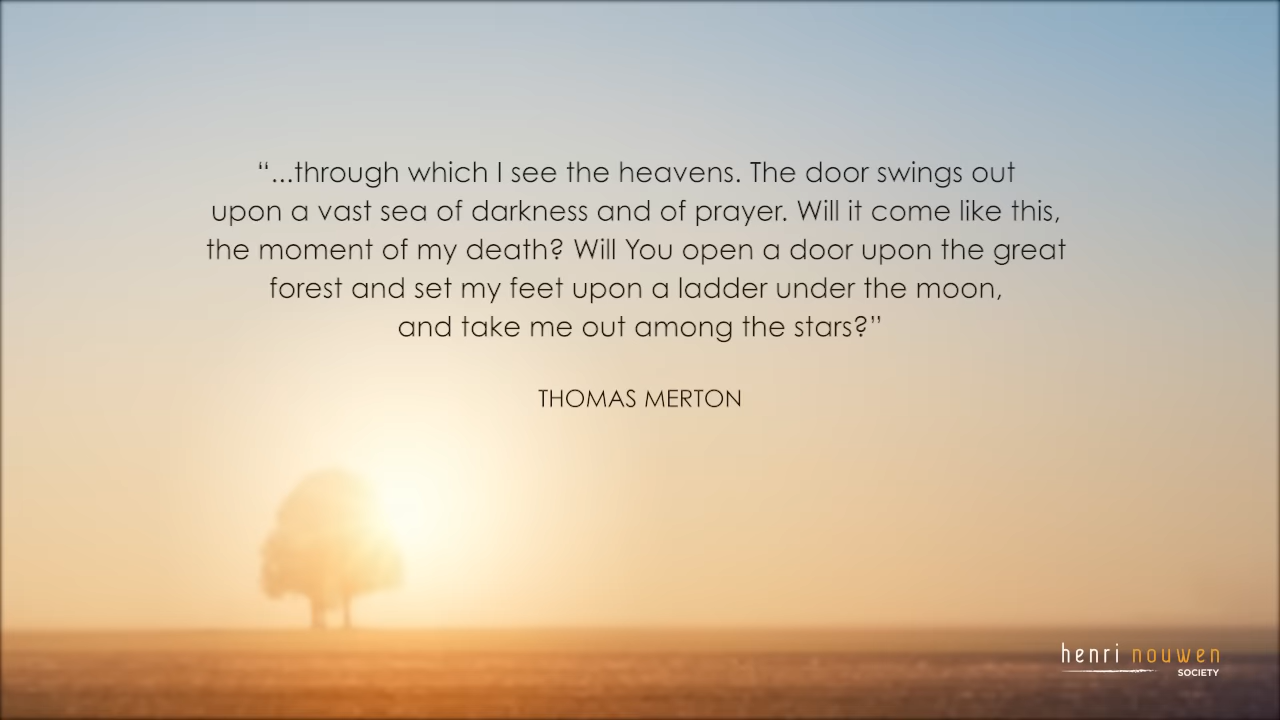 “...through which I see the heavens. The door swings out
upon a vast sea of darkness and of prayer. Will it come like this,
the moment of my death? Will You open a door upon the great
forest and set my feet upon a ladder under the moon,
and take me out among the stars?”
THOMAS MERTON
henri nouwen
SOCIETY